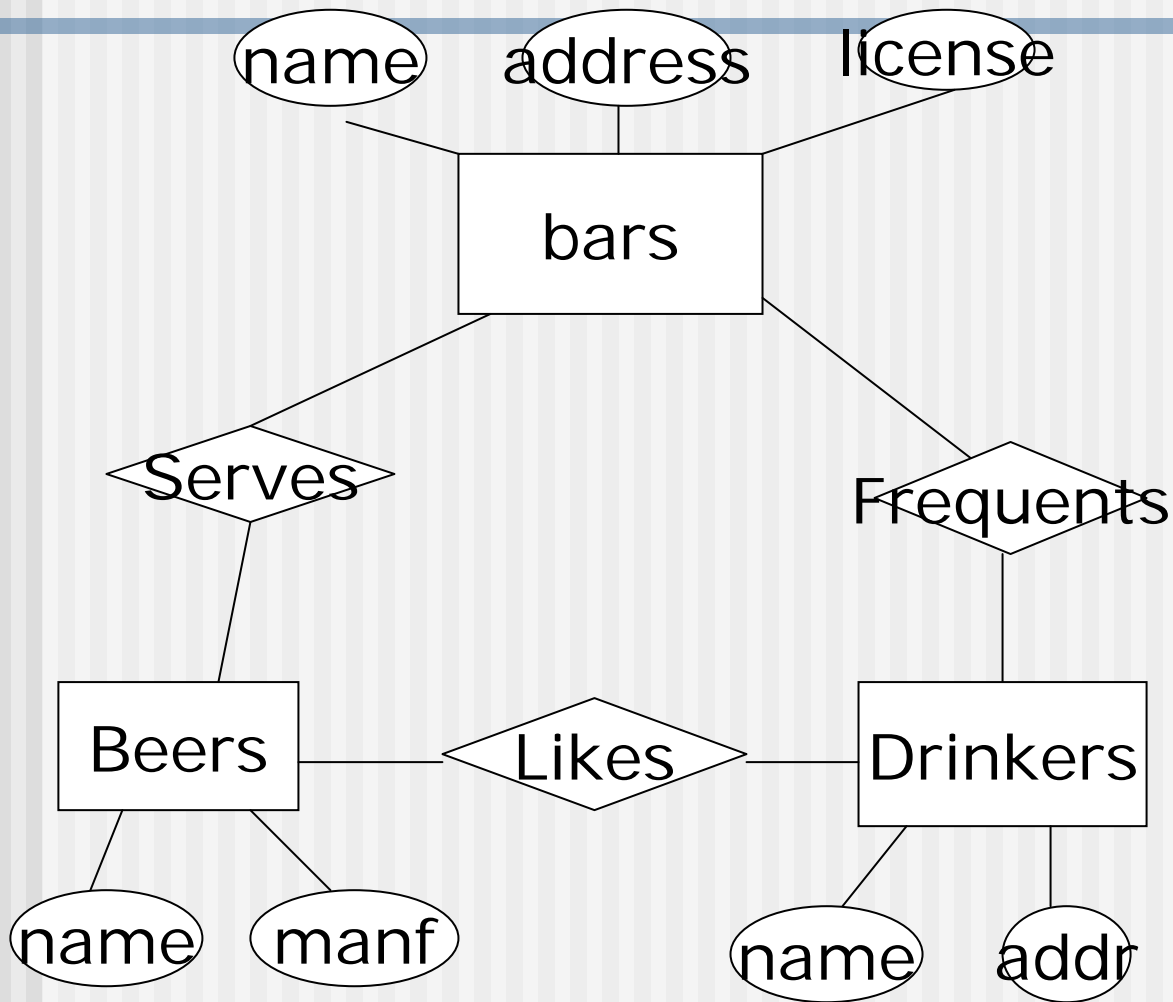 name
address
license
bars
Serves
Frequents
Beers
Likes
Drinkers
name
manf
name
addr